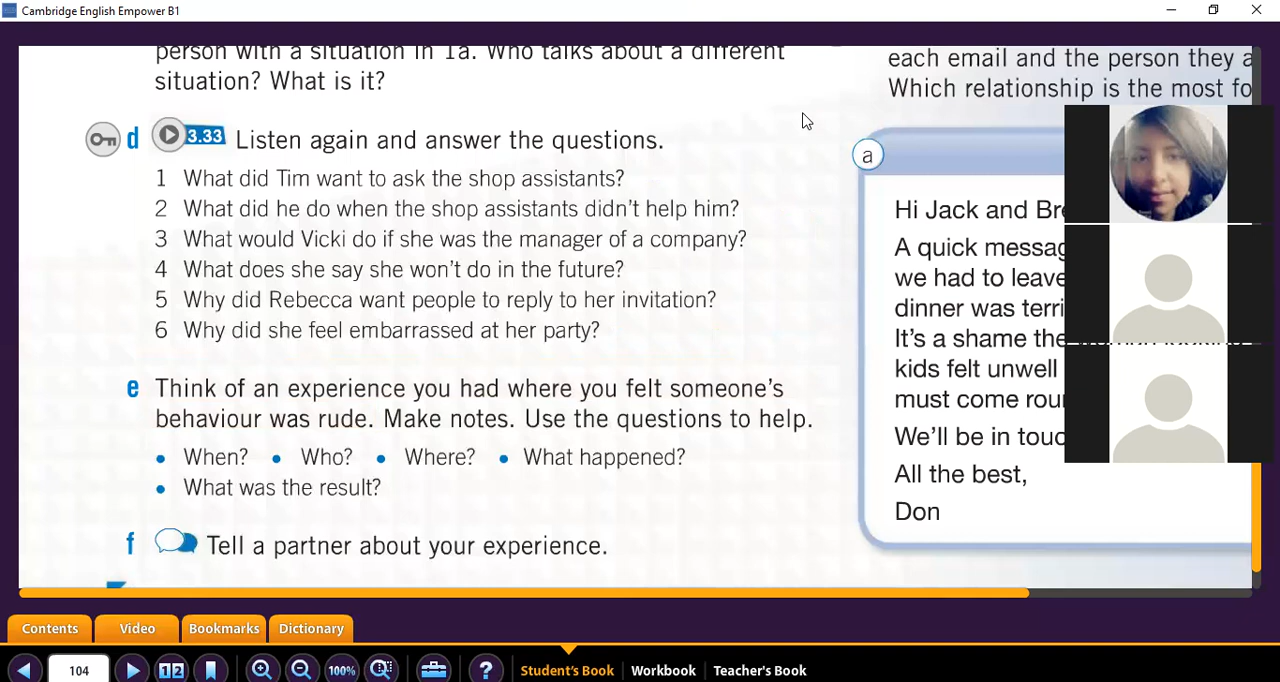 Cambridge English Empower B1
person with a situation in 1a. Who talks about a different
situation? What is it?
d 3.33 Listen again and answer the questions.
1 What did Tim want to ask the shop assistants?
2 What did he do when the shop assistants didn't help him?
3 What would Vicki do if she was the manager of a company?
4 What does she say she won't do in the future?
5 Why did Rebecca want people to reply to her invitation?
6 Why did she feel embarrassed at her party?
e Think of an experience you had where you felt someone's
behaviour was rude. Make notes. Use the questions to help.
• When? • Who? • Where? • What happened?
• What was the result?
f Tell a partner about your experience.
each email and the person they
Which relationship is the most
a
Hi Jack and
A quick
we had to leave
dinner was
It's a shame the
kids felt unwell
must come
We'll be in
All the best,
Don
Contents Video Bookmarks Dictionary
104 12 100% ? Student's Book Workbook Teacher's Book